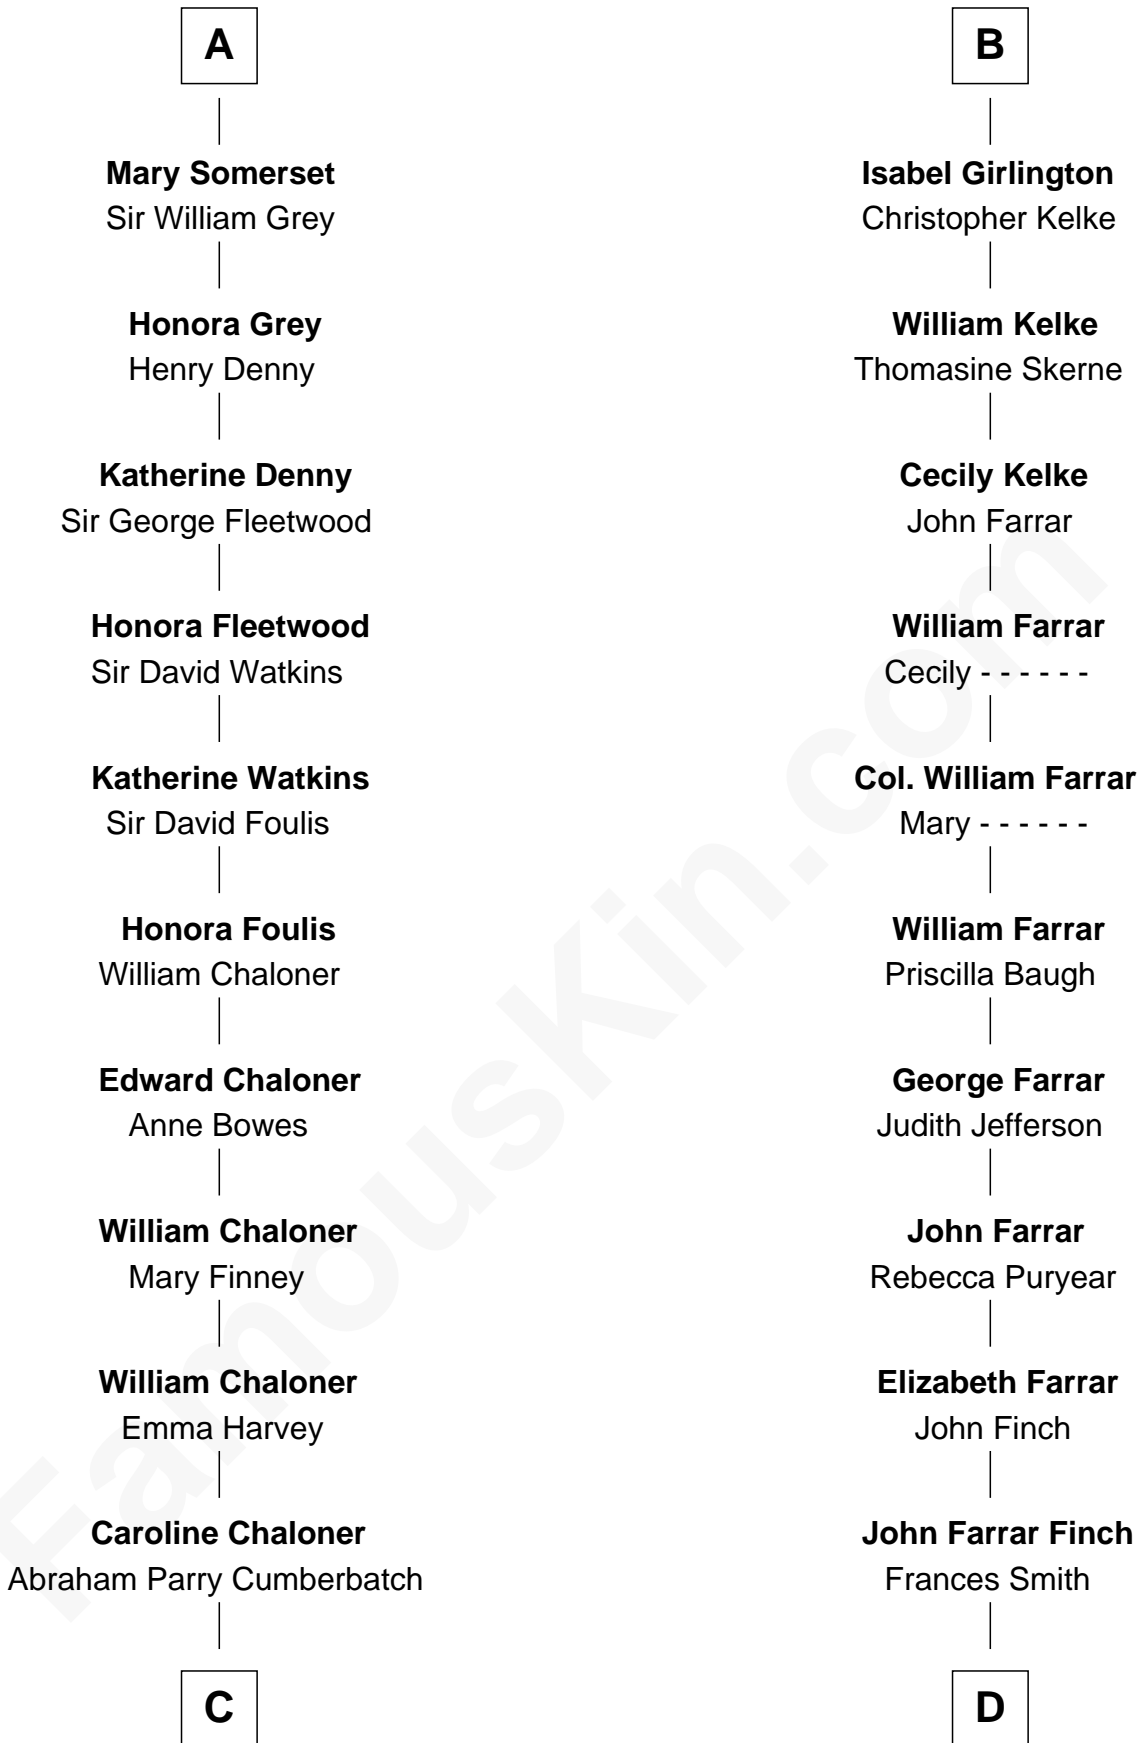 A
Mary Somerset
Sir William Grey
Honora Grey
Henry Denny
Katherine Denny
Sir George Fleetwood
Honora Fleetwood
Sir David Watkins
Katherine Watkins
Sir David Foulis
Honora Foulis
William Chaloner
Edward Chaloner
Anne Bowes
William Chaloner
Mary Finney
William Chaloner
Emma Harvey
Caroline Chaloner
Abraham Parry Cumberbatch
C
B
Isabel Girlington
Christopher Kelke
William Kelke
Thomasine Skerne
Cecily Kelke
John Farrar
William Farrar
Cecily - - - - - -
Col. William Farrar
Mary - - - - - -
William Farrar
Priscilla Baugh
George Farrar
Judith Jefferson
John Farrar
Rebecca Puryear
Elizabeth Farrar
John Finch
John Farrar Finch
Frances Smith
D
FamousKin.com